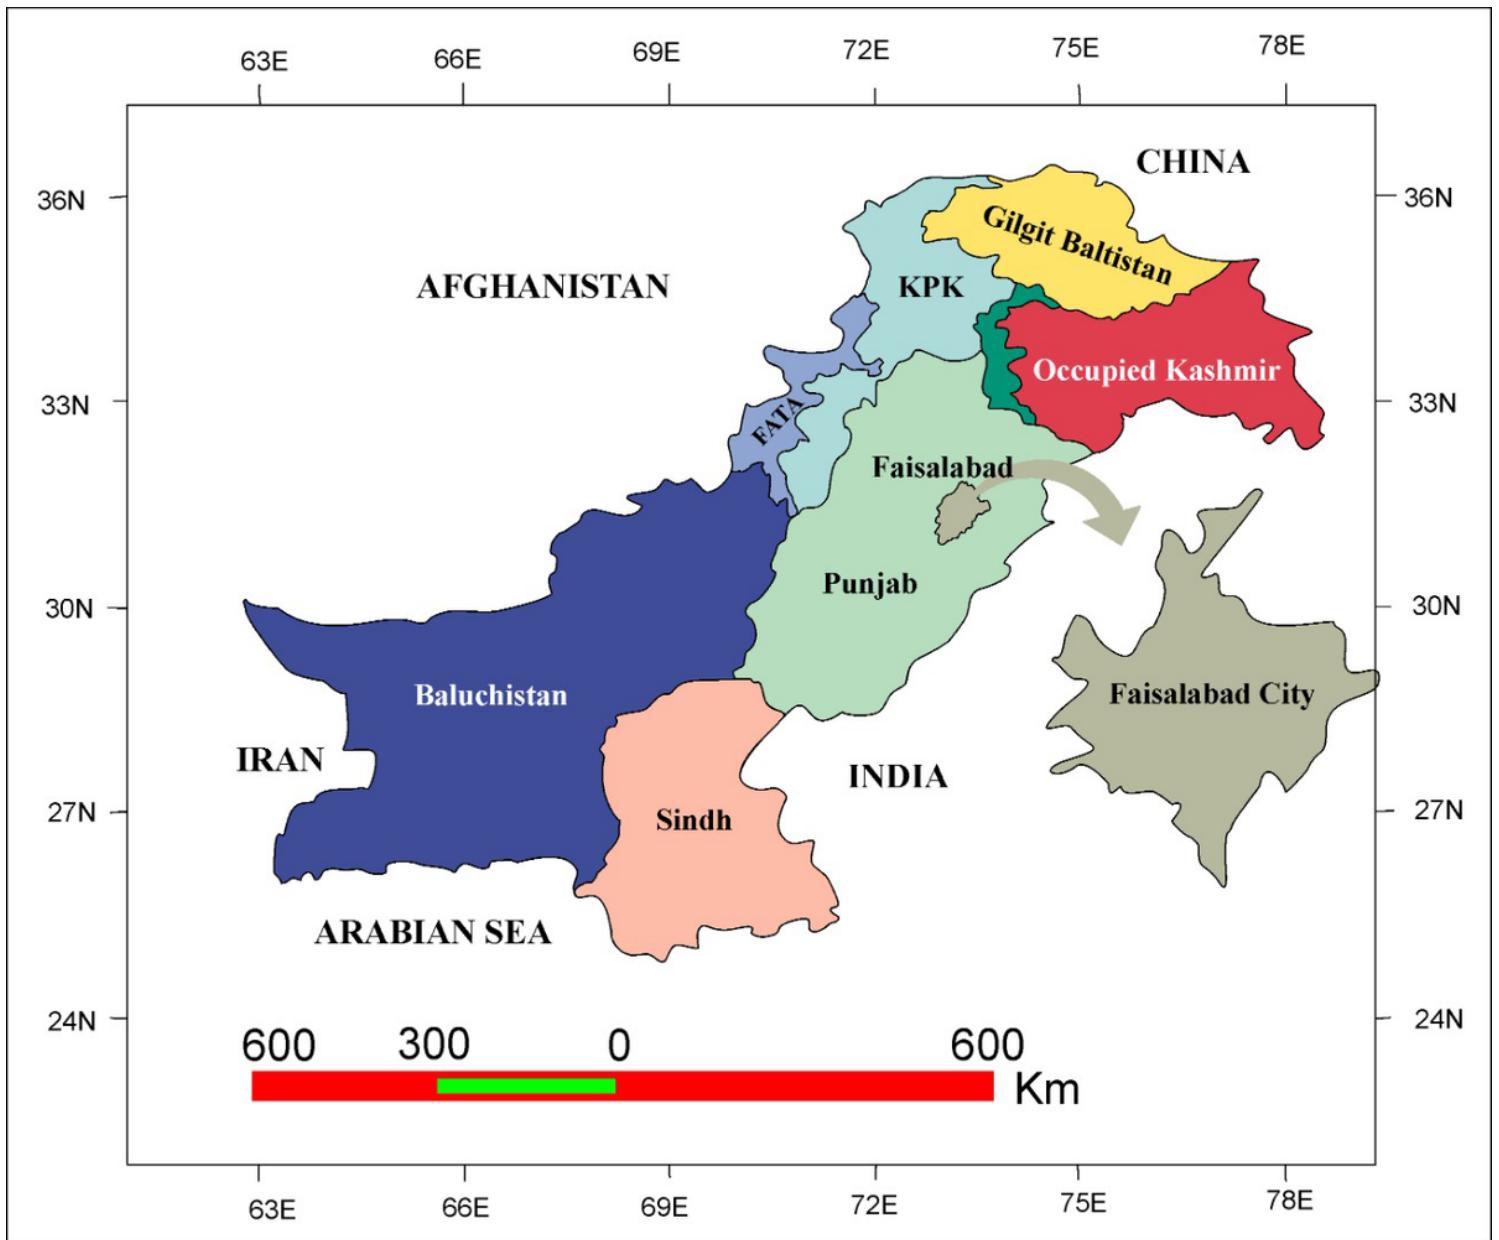 63E 66E 69E 72E 75E 78E
CHINA
36N 36N
Gilgit Baltistan
AFGHANISTAN KPK
Occupied Kashmir
33N 33N
FATA
Faisalabad
Punjab
30N 30N
Baluchistan Faisalabad City
IRAN INDIA
27N 27N
Sindh
ARABIAN SEA
24N 24N
600 300 0 600
Km
63E 66E 69E 72E 75E 78E